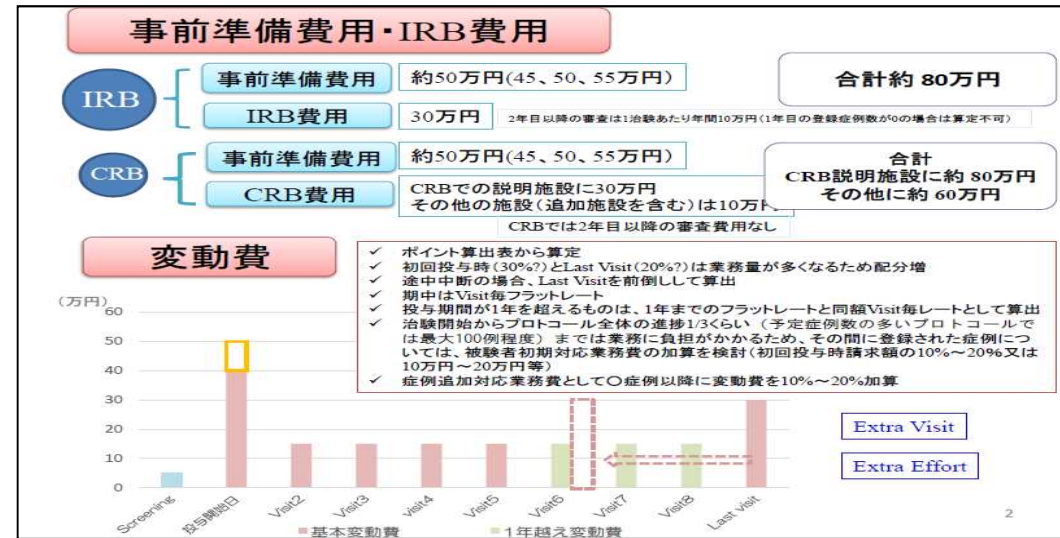 事前準備費用・IRB費用
IRB
事前準備費用
約50万円(45、50、55万円)
合計約 80万円
IRB費用
30万円
2年目以降の審査は1治験あたり年間10万円(1年目の登録症例数が0の場合は算定不可)
CRB
事前準備費用
約50万円(45、50、55万円)
合計
CRB説明施設に約 80万円
その他に約 60万円
CRB費用
CRBでの説明施設に30万円
その他の施設(追加施設を含む)は10万円
CRBでは2年目以降の審査費用なし
変動費
✓ ポイント算出表から算定
✓ 初回投与時(30%?)とLast Visit(20%?)は業務量が多くなるため配分増
✓ 途中中断の場合、Last Visitを前倒しして算出
✓ 期中はVisit毎フラットレート
✓ 投与期間が1年を超えるものは、1年までのフラットレートと同額Visit毎レートとして算出
✓ 治験開始からプロトコール全体の進捗1/3くらい(予定症例数の多いプロトコールで
は最大100例程度)までは業務に負担がかかるため、その間に登録された症例につ
いては、被験者初期対応業務費の加算を検討(初回投与時請求額の10%~20%又は
10万円~20万円等)
✓ 症例追加対応業務費として〇症例以降に変動費を10%~20%加算
(万円)
60
50
40
30
20
10
0
Screening
投与開始日
Visit2
Visit3
Visit4
Visit5
Visit6
Visit7
Visit8
Last visit
基本変動費
1年越え変動費
Extra Visit
Extra Effort
2